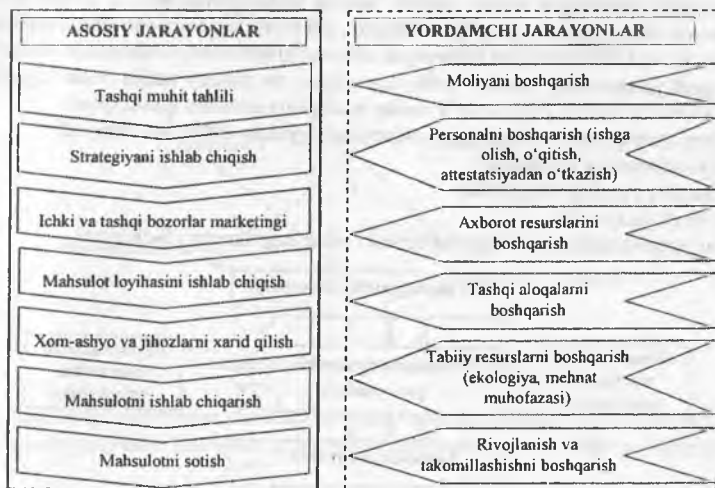 ASOSIY JARAYONLAR
Tashqi muhit tahlili
Strategiyani ishlab chiqish
Ichki va tashqi bozorlar marketingi
Mahsulot loyihasini ishlab chiqish
Xom-ashyo va jihozlarni xarid qilish
Mahsulotni ishlab chiqarish
Mahsulotni sotish
YORDAMCHI JARAYONLAR
Moliyani boshqarish
Personalni boshqarish (ishga
olish, o‘qitish,
attestatsiyadan o‘tkazish)
Axborot resurslarini
boshqarish
Tashqi aloqalarni
boshqarish
Tabiiy resurslarni boshqarish
(ekologiya, mehnat
muhofazasi)
Rivojlanish va
takomillashishni boshqarish